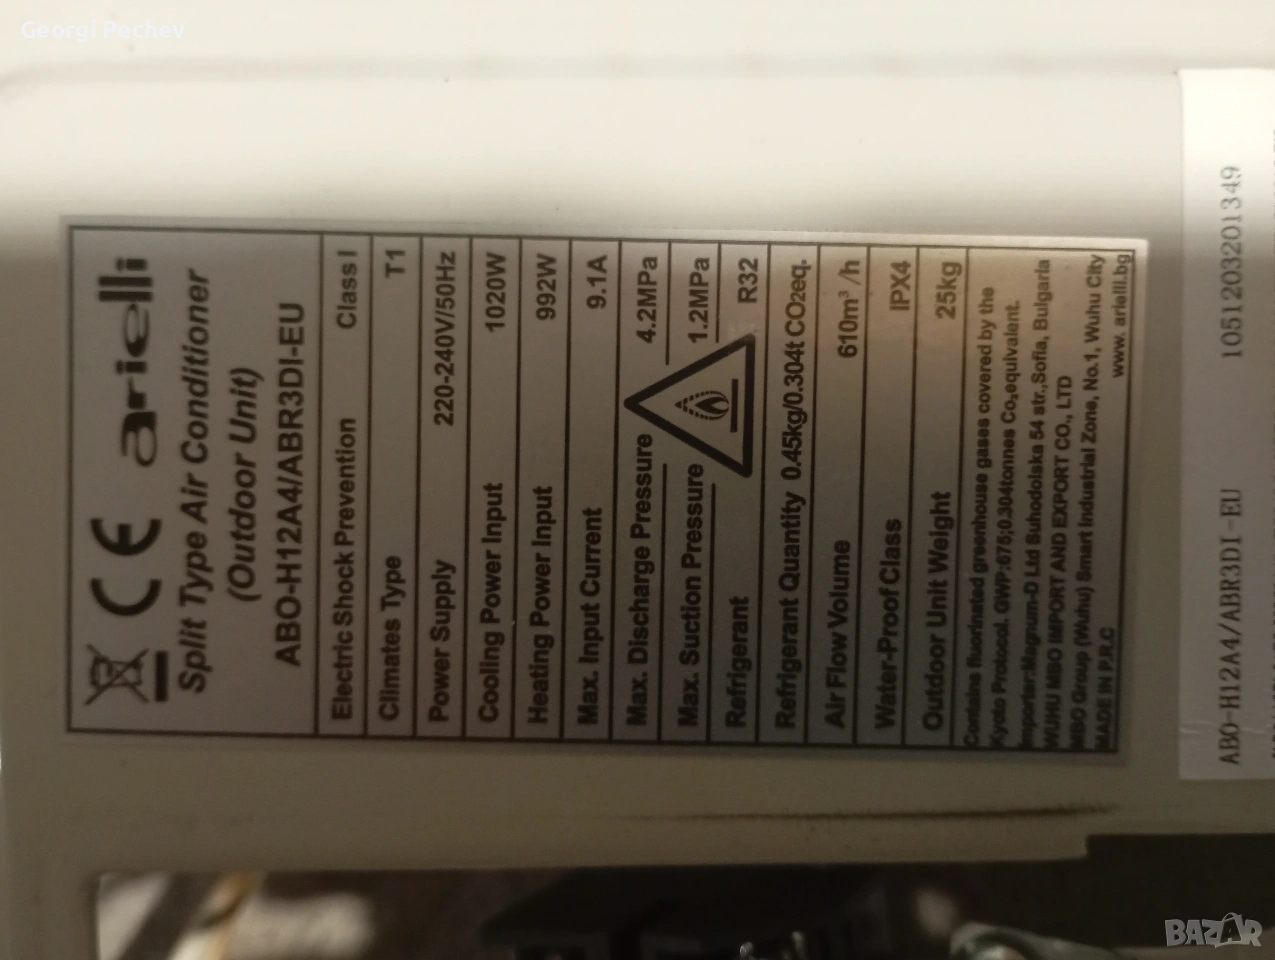 Georgi Pechev
CE arielli
Split Type Air Conditioner
(Outdoor Unit)
ABO-H12A4/ABR3DI-EU
Electric Shock Prevention Class I
Climates Type T1
Power Supply 220-240V/50Hz
Cooling Power Input 1020W
Heating Power Input 992W
Max. Input Current 9.1A
Max. Discharge Pressure 4.2MPa
Max. Suction Pressure 1.2MPa
Refrigerant R32
Refrigerant Quantity 0.45kg/0.304t CO2eq.
Air Flow Volume 610m³/h
Water-Proof Class IPX4
Outdoor Unit Weight 25kg
Contains fluorinated greenhouse gases covered by the
Kyoto Protocol. GWP:675;0.304tonnes Co₂equivalent.
Importer:Magnum-D Ltd Suhodolska 54 str.,Sofia, Bulgaria
WUHU MBO IMPORT AND EXPORT CO., LTD
MBO Group (Wuhu) Smart Industrial Zone, No.1, Wuhu City
MADE IN P.R.C www.arielli.bg
ABO-H12A4/ABR3DI-EU 1051203201349
BAZAR